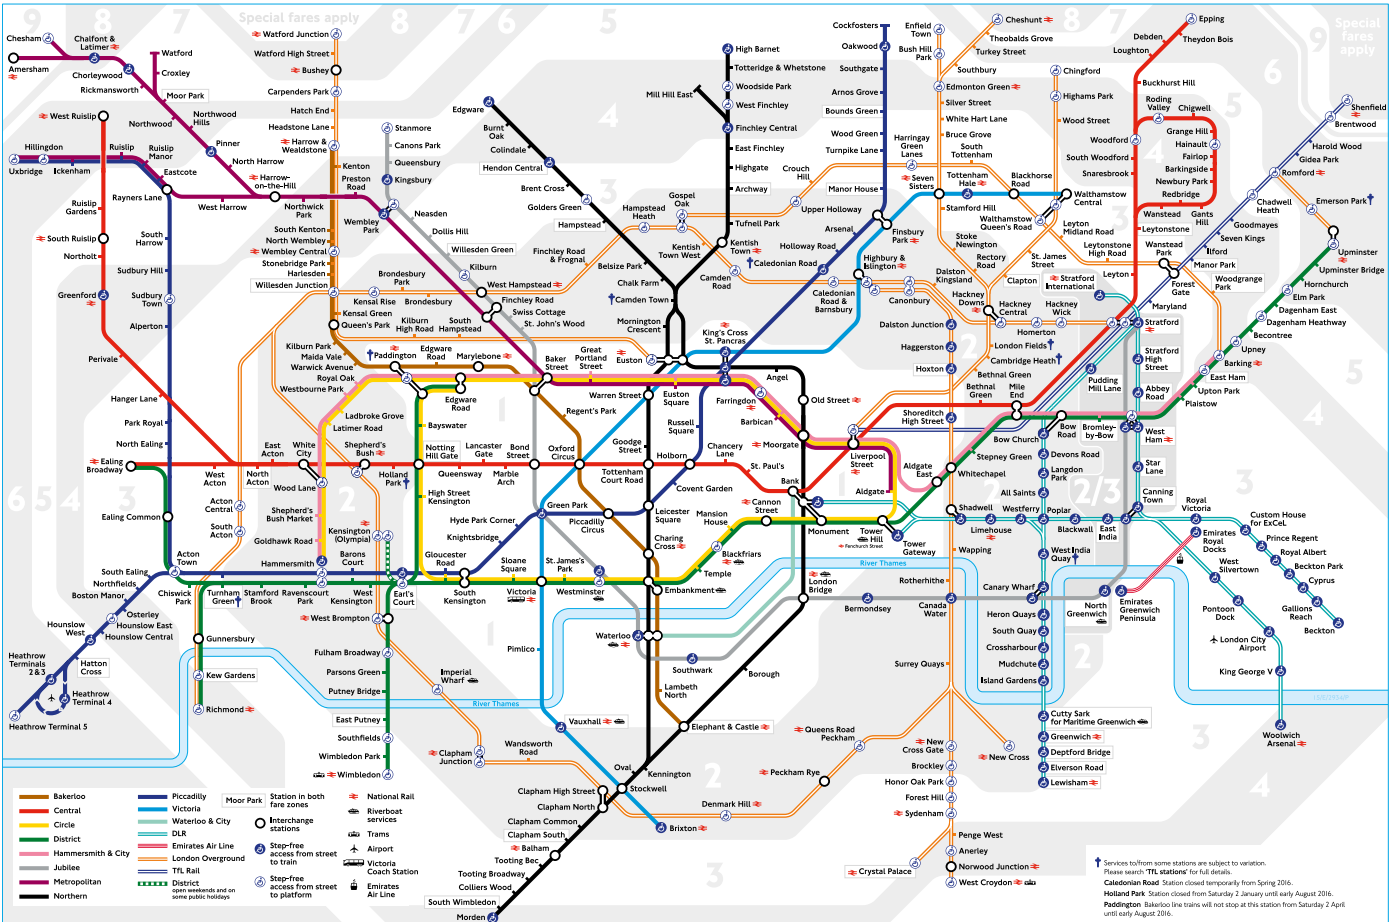 Special fares apply
Special
fares
apply
9
8
7
6
5
Chesham
Chalfont &
Latimer
Amersham
Chorleywood
Rickmansworth
Watford
Croxley
Moor Park
Northwood
Northwood
Hills
Pinner
North Harrow
Harrow-
on-the-Hill
Northwick
Park
Preston
Road
Wembley
Park
West Ruislip
Hillingdon
Uxbridge
Ickenham
Ruislip
Ruislip
Manor
Eastcote
Rayners Lane
West Harrow
Ruislip
Gardens
South Ruislip
Northolt
Greenford
Perivale
Hanger Lane
South
Harrow
Sudbury Hill
Sudbury
Town
Alperton
Park Royal
North Ealing
Ealing
Broadway
Ealing Common
West
Acton
North
Acton
East
Acton
White
City
Wood Lane
Shepherd's
Bush
Shepherd's
Bush Market
Goldhawk Road
Hammersmith
Acton
Central
South
Acton
Acton
Town
South Ealing
Northfields
Boston Manor
Osterley
Hounslow East
Hounslow Central
Hounslow
West
Hatton
Cross
Heathrow
Terminals
2 & 3
Heathrow
Terminal 4
Heathrow Terminal 5
Chiswick
Park
Turnham
Green
Stamford
Brook
Ravenscourt
Park
Barons
Court
West
Kensington
Gunnersbury
Kew Gardens
Richmond
Watford Junction
Watford High Street
Bushey
Carpenders Park
Hatch End
Headstone Lane
Harrow &
Wealdstone
Kenton
South Kenton
North Wembley
Wembley Central
Stonebridge Park
Harlesden
Willesden Junction
Kensal Rise
Kensal Green
Queen's Park
Kilburn Park
Maida Vale
Warwick Avenue
Royal Oak
Westbourne Park
Ladbroke Grove
Latimer Road
Stanmore
Canons Park
Queensbury
Kingsbury
Neasden
Dollis Hill
Willesden Green
Kilburn
West Hampstead
Finchley Road
Swiss Cottage
St. John's Wood
Brondesbury
Park
Brondesbury
Kilburn
High Road
South
Hampstead
Finchley Road
& Frognal
Hampstead
Heath
Gospel
Oak
Kentish
Town West
Camden
Road
Caledonian
Road &
Barnsbury
Edgware
Burnt
Oak
Colindale
Hendon Central
Brent Cross
Golders Green
Hampstead
Belsize Park
Chalk Farm
Camden Town
Mornington
Crescent
Euston
High Barnet
Totteridge & Whetstone
Woodside Park
West Finchley
Mill Hill East
Finchley Central
East Finchley
Highgate
Archway
Tufnell Park
Kentish
Town
Cockfosters
Oakwood
Southgate
Arnos Grove
Bounds Green
Wood Green
Turnpike Lane
Manor House
Harringay
Green
Lanes
Crouch
Hill
Upper Holloway
Arsenal
Finsbury
Park
Holloway Road
Caledonian Road
Highbury &
Islington
Canonbury
King's Cross
St. Pancras
Paddington
Edgware
Road
Marylebone
Baker
Street
Great
Portland
Street
Warren Street
Euston
Square
Edgware
Road
Bayswater
Notting
Hill Gate
Holland
Park
Queensway
Lancaster
Gate
Marble
Arch
Bond
Street
Oxford
Circus
Regent's Park
Goodge
Street
Tottenham
Court Road
Russell
Square
Holborn
Chancery
Lane
St. Paul's
Covent Garden
Leicester
Square
Piccadilly
Circus
Green Park
Hyde Park Corner
Knightsbridge
High Street
Kensington
Kensington
(Olympia)
Gloucester
Road
South
Kensington
Sloane
Square
Victoria
St.James's
Park
Westminster
Charing
Cross
Embankment
Temple
Blackfriars
Mansion
House
Cannon
Street
Bank
Monument
Tower
Hill
Fenchurch Street
Tower
Gateway
Aldgate
Aldgate
East
Liverpool
Street
Moorgate
Barbican
Farringdon
Old Street
Angel
London
Bridge
Waterloo
Southwark
Bermondsey
Borough
Lambeth
North
Elephant & Castle
Kennington
Oval
Stockwell
Pimlico
Vauxhall
Brixton
Clapham High Street
Clapham North
Clapham Common
Clapham South
Balham
Tooting Bec
Tooting Broadway
Colliers Wood
South Wimbledon
Morden
Earl's
Court
West Brompton
Fulham Broadway
Parsons Green
Putney Bridge
East Putney
Southfields
Wimbledon Park
Wimbledon
Imperial
Wharf
Clapham
Junction
Wandsworth
Road
Denmark Hill
Peckham Rye
Queens Road
Peckham
River Thames
River Thames
Enfield
Town
Bush Hill
Park
Cheshunt
Theobalds Grove
Turkey Street
Southbury
Edmonton Green
Silver Street
White Hart Lane
Bruce Grove
South
Tottenham
Seven
Sisters
Tottenham
Hale
Blackhorse
Road
Stamford Hill
Stoke
Newington
Rectory
Road
Clapton
Walthamstow
Central
Walthamstow
Queen's Road
Leyton
Midland Road
Leytonstone
High Road
St. James
Street
Chingford
Highams Park
Wood Street
Epping
Theydon Bois
Debden
Loughton
Buckhurst Hill
Roding
Valley
Chigwell
Grange Hill
Hainault
Fairlop
Barkingside
Newbury Park
Redbridge
Gants
Hill
Wanstead
Woodford
South Woodford
Snaresbrook
Leytonstone
Leyton
Wanstead
Park
Forest
Gate
Manor Park
Woodgrange
Park
Ilford
Seven Kings
Goodmayes
Chadwell
Heath
Romford
Gidea Park
Harold Wood
Brentwood
Shenfield
Emerson Park
Upminster
Upminster Bridge
Hornchurch
Elm Park
Dagenham East
Dagenham Heathway
Becontree
Upney
Barking
East Ham
Upton Park
Plaistow
Maryland
Stratford
International
Stratford
Stratford
High
Street
Abbey
Road
West
Ham
Bromley-
by-Bow
Bow
Road
Bow Church
Pudding
Mill Lane
Mile
End
Bethnal
Green
Stepney Green
Whitechapel
Dalston
Kingsland
Hackney
Downs
Hackney
Central
Homerton
Hackney
Wick
London Fields
Cambridge Heath
Bethnal Green
Dalston Junction
Haggerston
Hoxton
Shoreditch
High Street
Shadwell
Wapping
Rotherhithe
Canada
Water
Surrey Quays
New
Cross Gate
New Cross
Brockley
Honor Oak Park
Forest Hill
Sydenham
Crystal Palace
Penge West
Anerley
Norwood Junction
West Croydon
Devons Road
Langdon
Park
All Saints
Limehouse
Westferry
Poplar
Blackwall
East
India
Canning
Town
Star
Lane
West India
Quay
Canary Wharf
Heron Quays
South Quay
Crossharbour
Mudchute
Island Gardens
Cutty Sark
for Maritime Greenwich
Greenwich
Deptford Bridge
Elverson Road
Lewisham
North
Greenwich
Emirates
Greenwich
Peninsula
Emirates
Royal
Docks
Royal
Victoria
Custom House
for ExCeL
Prince Regent
Royal Albert
Beckton Park
Cyprus
Gallions
Reach
Beckton
West
Silvertown
Pontoon
Dock
London City
Airport
King George V
Woolwich
Arsenal
Bakerloo
Central
Circle
District
Hammersmith & City
Jubilee
Metropolitan
Northern
Piccadilly
Victoria
Waterloo & City
DLR
Emirates Air Line
London Overground
TfL Rail
District
open weekends and on
some public holidays
Moor Park
Station in both
fare zones
Interchange
stations
Step-free
access from street
to train
Step-free
access from street
to platform
National Rail
Riverboat
services
Trams
Airport
Victoria
Coach Station
Emirates
Air Line
Services to/from some stations are subject to variation.
Please search 'TfL stations' for full details.
Caledonian Road Station closed temporarily from Spring 2016.
Holland Park Station closed from Saturday 2 January until early August 2016.
Paddington Bakerloo line trains will not stop at this station from Saturday 2 April
until early August 2016.